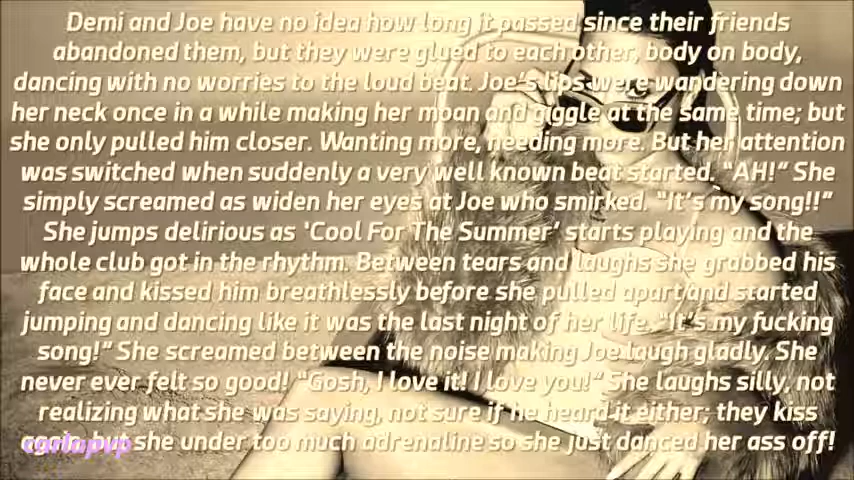 Demi and Joe have no idea how long it passed since their friends
abandoned them, but they were glued to each other, body on body,
dancing with no worries to the loud beat. Joe's lips were wandering down
her neck once in a while making her moan and giggle at the same time; but
she only pulled him closer. Wanting more, needing more. But her attention
was switched when suddenly a very well known beat started. "AH!" She
simply screamed as widen her eyes at Joe who smirked. "It's my song!!"
She jumps delirious as 'Cool For The Summer' starts playing and the
whole club got in the rhythm. Between tears and laughs she grabbed his
face and kissed him breathlessly before she pulled apart and started
jumping and dancing like it was the last night of her life. "It's my fucking
song!" She screamed between the noise making Joe laugh gladly. She
never ever felt so good! "Gosh, I love it! I love you!" She laughs silly, not
realizing what she was saying, not sure if he heard it either; they kiss
again, but she under too much adrenaline so she just danced her ass off!
carlapvp